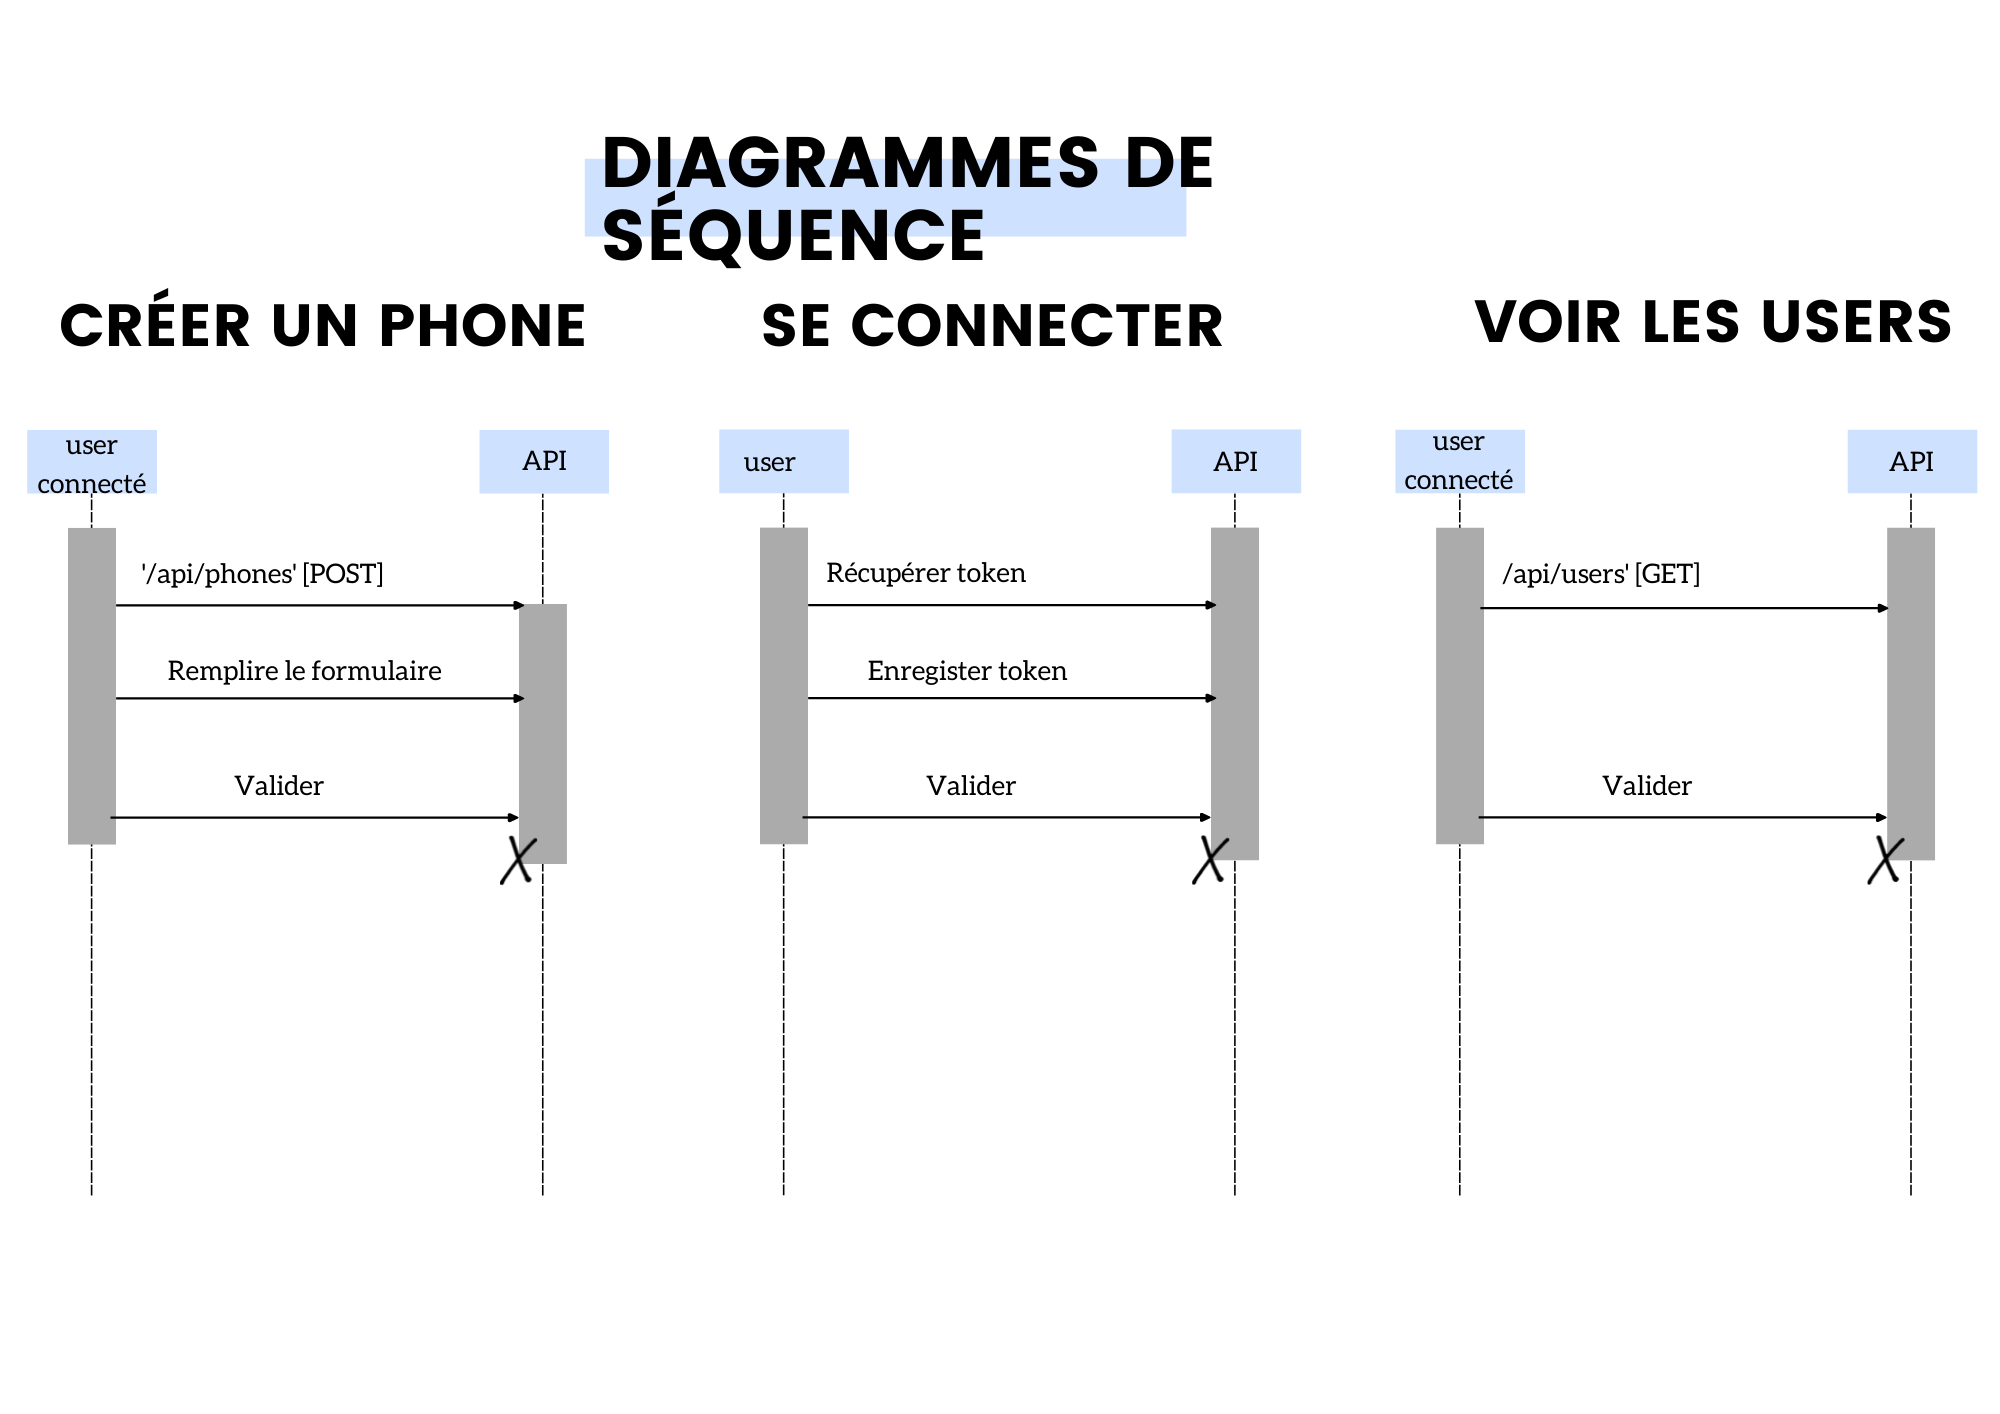 DIAGRAMMES DE
SÉQUENCE
CRÉER UN PHONE
user
connecté
API
'/api/phones' [POST]
Remplire le formulaire
Valider
X
SE CONNECTER
user
API
Récupérer token
Enregister token
Valider
X
VOIR LES USERS
user
connecté
API
/api/users' [GET]
Valider
X